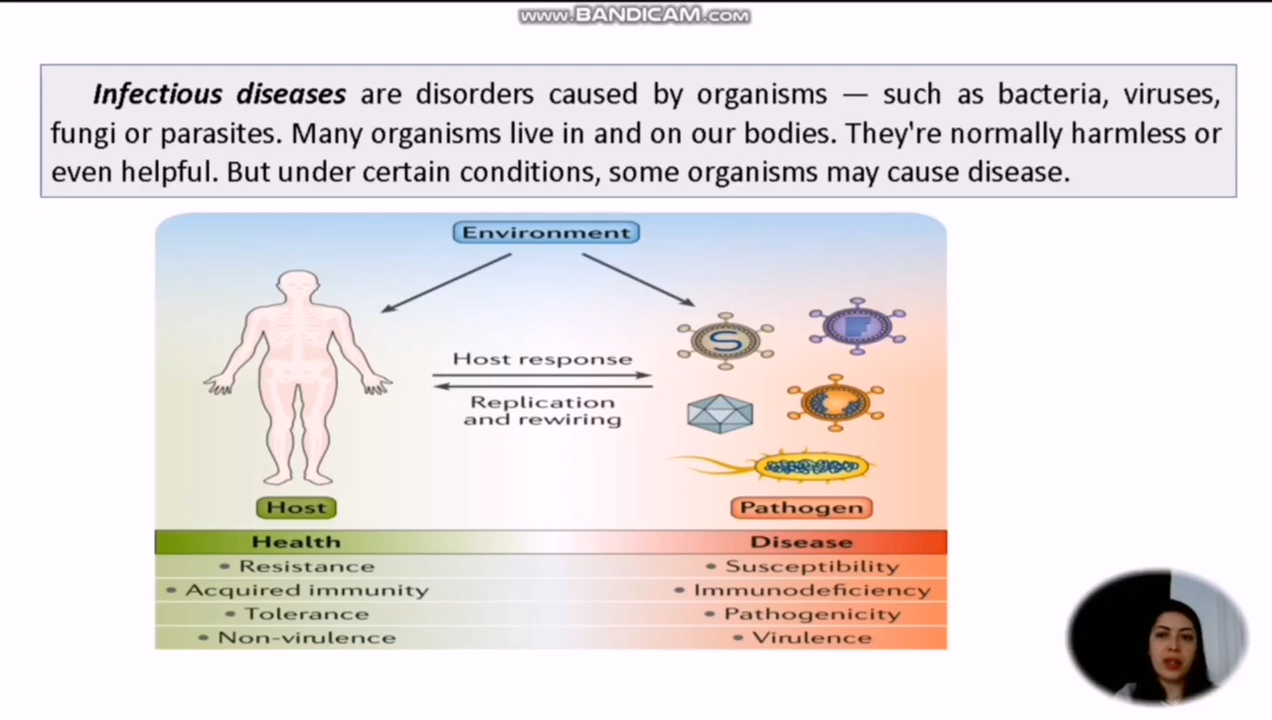 www.BANDICAM.com
Infectious diseases are disorders caused by organisms — such as bacteria, viruses,
fungi or parasites. Many organisms live in and on our bodies. They're normally harmless or
even helpful. But under certain conditions, some organisms may cause disease.
Environment
Host response
Replication
and rewiring
S
F
Host
Pathogen
Health
Disease
• Resistance
• Susceptibility
• Acquired immunity
• Immunodeficiency
• Tolerance
• Pathogenicity
• Non-virulence
• Virulence